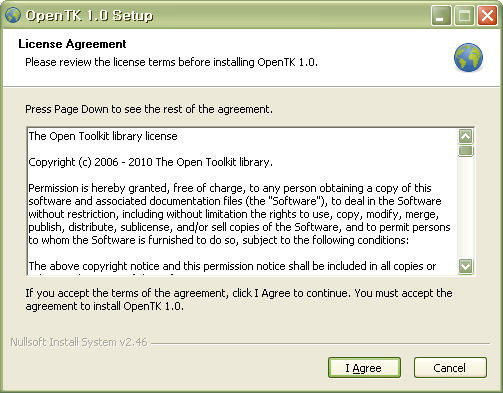 OpenTK 1.0 Setup
License Agreement
Please review the license terms before installing OpenTK 1.0.
Press Page Down to see the rest of the agreement.
The Open Toolkit library license
Copyright (c) 2006 - 2010 The Open Toolkit library.
Permission is hereby granted, free of charge, to any person obtaining a copy of this
software and associated documentation files (the "Software"), to deal in the Software
without restriction, including without limitation the rights to use, copy, modify, merge,
publish, distribute, sublicense, and/or sell copies of the Software, and to permit persons
to whom the Software is furnished to do so, subject to the following conditions:
The above copyright notice and this permission notice shall be included in all copies or
If you accept the terms of the agreement, click I Agree to continue. You must accept the
agreement to install OpenTK 1.0.
Nullsoft Install System v2.46
I Agree
Cancel